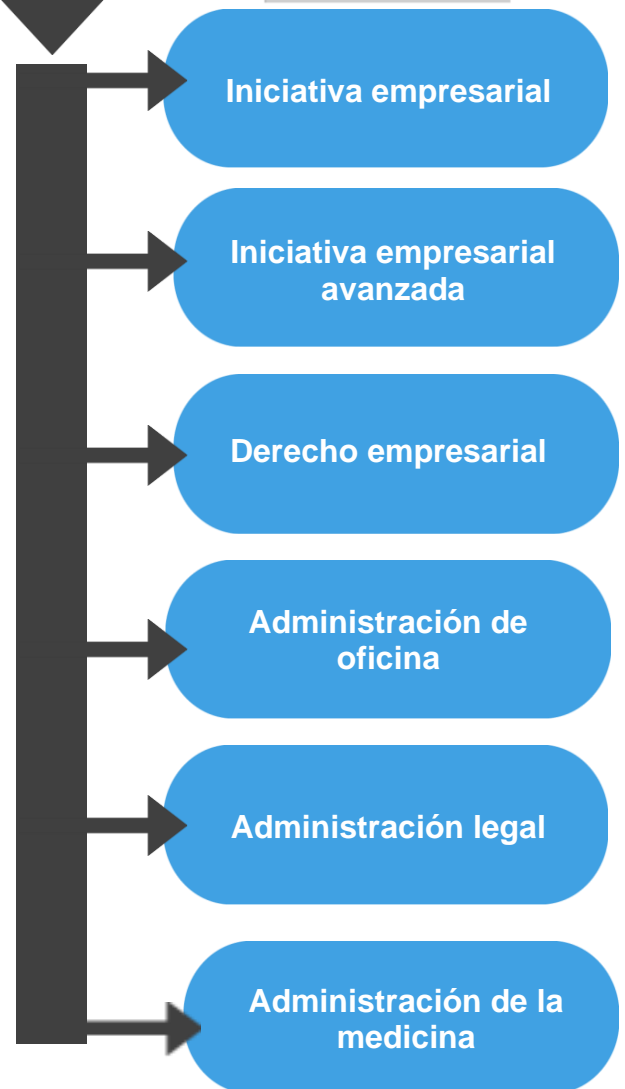 Iniciativa empresarial
Iniciativa empresarial
avanzada
Derecho empresarial
Administración de
oficina
Administración legal
Administración de la
medicina